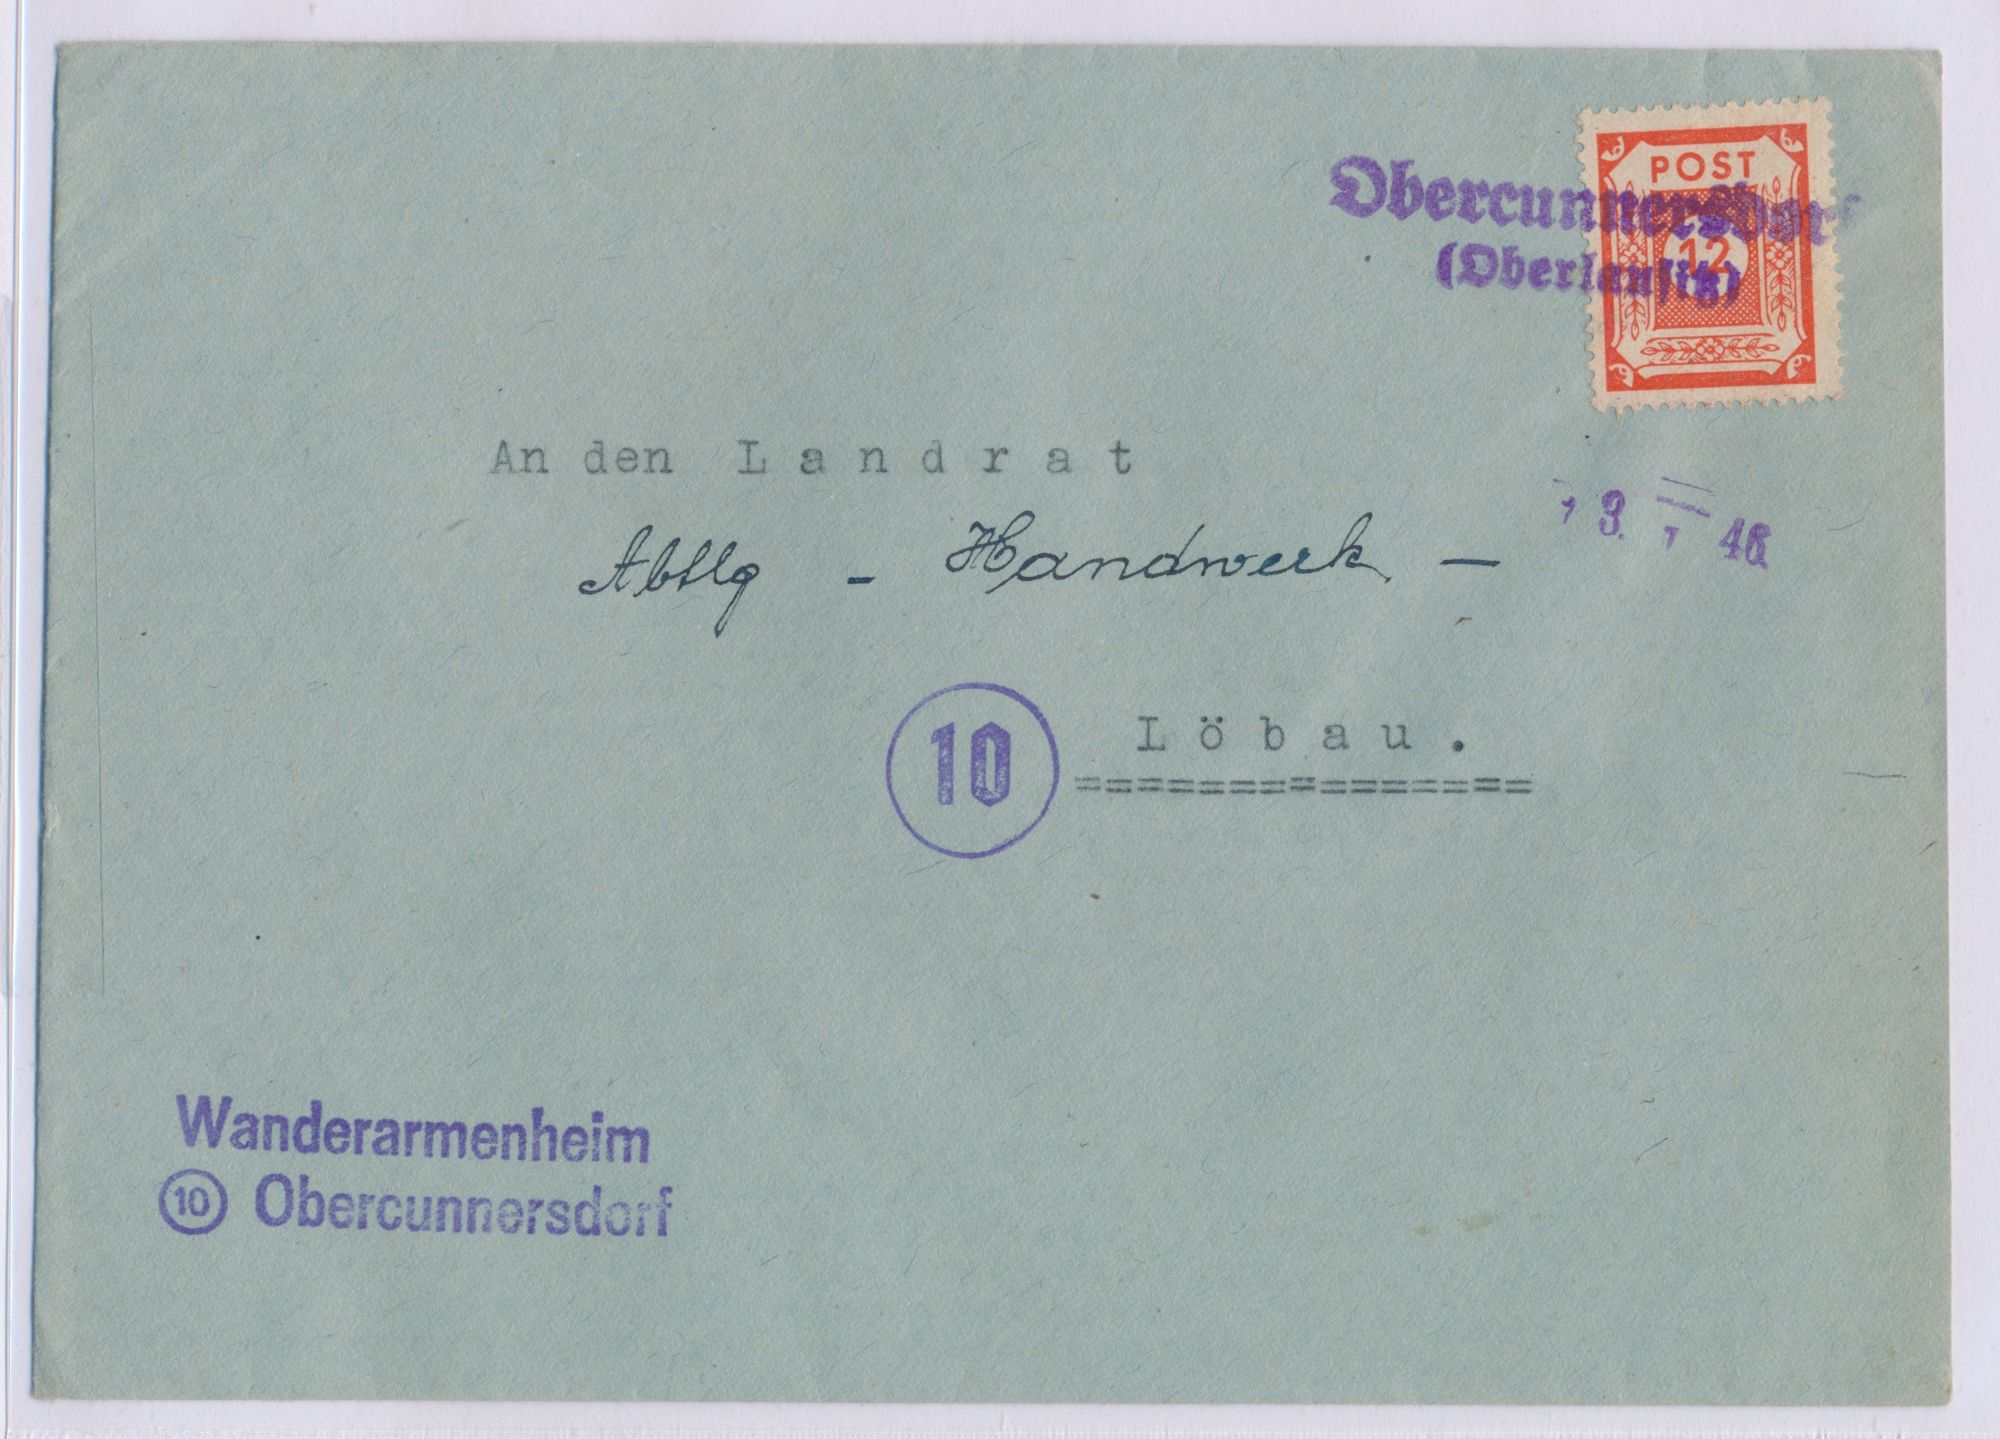 POST
12
Obercunnersdorf
(Oberlausitz)
3. 46.
An den Landrat
Abtlg - Handwerk -
10 Löbau.
===============
Wanderarmenheim
10 Obercunnersdorf